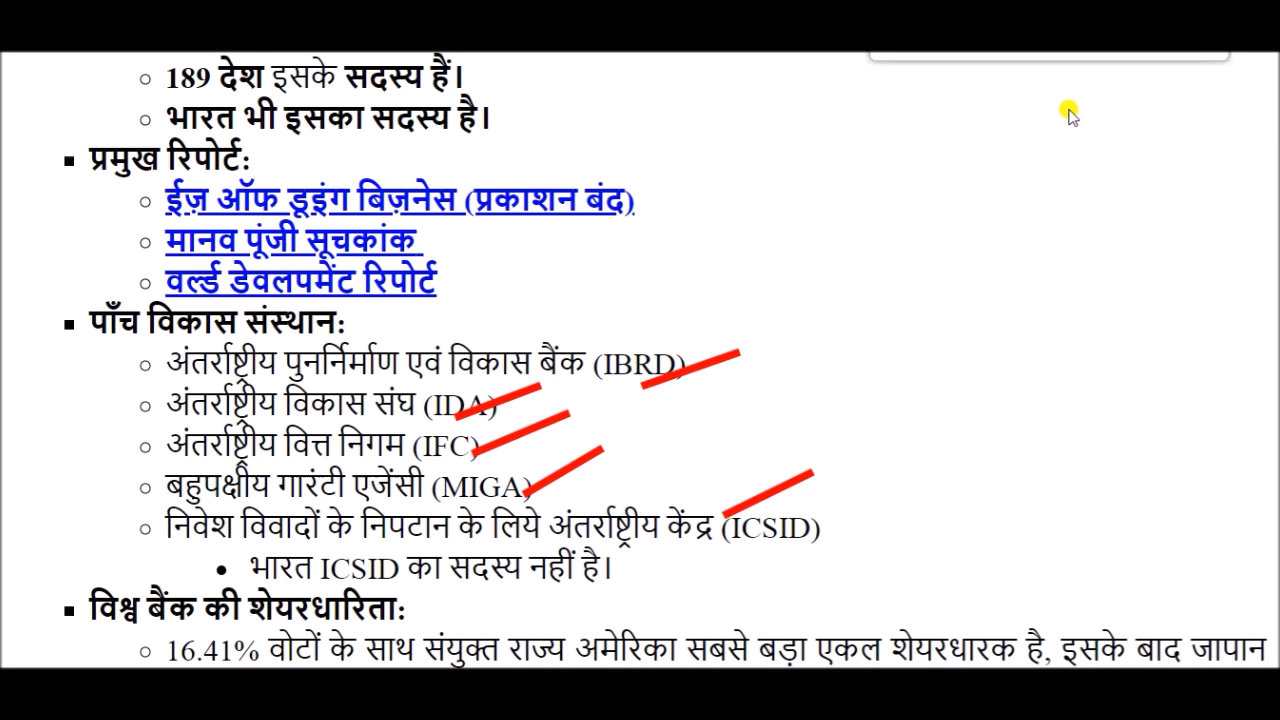 189 देश इसके सदस्य हैं।
भारत भी इसका सदस्य है।
प्रमुख रिपोर्ट:
ईज़ ऑफ डूइंग बिज़नेस (प्रकाशन बंद)
मानव पूंजी सूचकांक
वर्ल्ड डेवलपमेंट रिपोर्ट
पाँच विकास संस्थान:
अंतर्राष्ट्रीय पुनर्निर्माण एवं विकास बैंक (IBRD)
अंतर्राष्ट्रीय विकास संघ (IDA)
अंतर्राष्ट्रीय वित्त निगम (IFC)
बहुपक्षीय गारंटी एजेंसी (MIGA)
निवेश विवादों के निपटान के लिये अंतर्राष्ट्रीय केंद्र (ICSID)
भारत ICSID का सदस्य नहीं है।
विश्व बैंक की शेयरधारिता:
16.41% वोटों के साथ संयुक्त राज्य अमेरिका सबसे बड़ा एकल शेयरधारक है, इसके बाद जापान